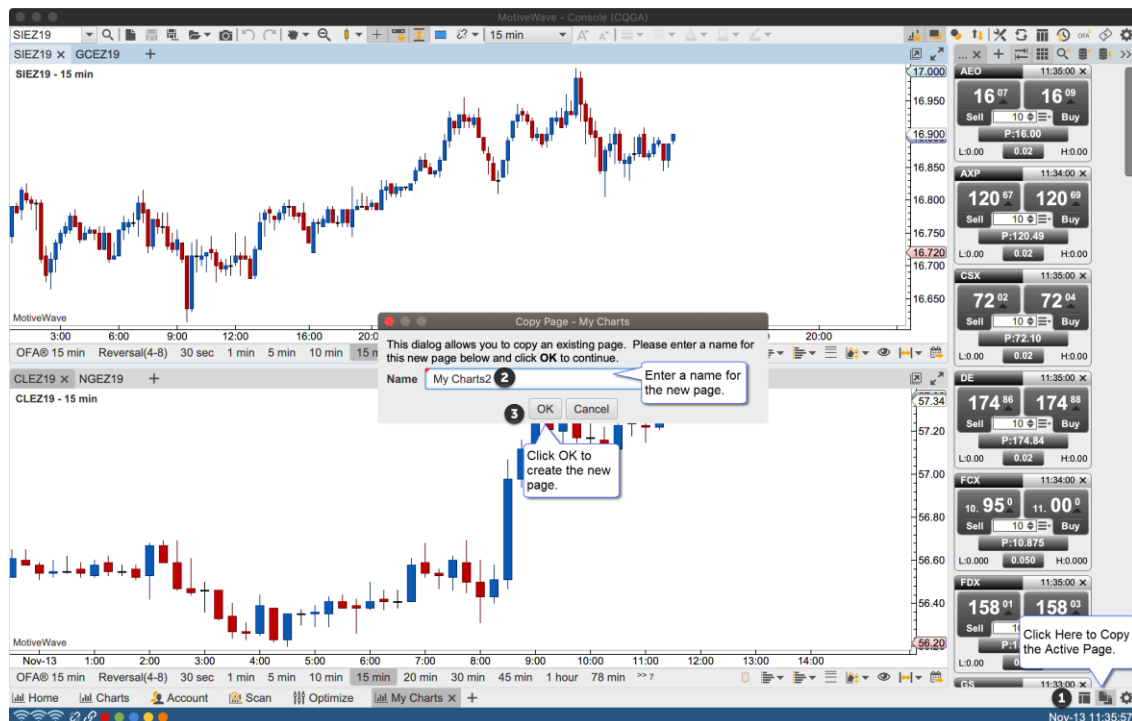 MotiveWave - Console (CQGA)
SIEZ19
15 min
SIEZ19 GCEZ19
SIEZ19 - 15 min
17.000
16.950
16.900
16.850
16.800
16.750
16.720
16.700
16.650
MotiveWave
3:00 6:00 9:00 12:00 16:00 20:00 20:00
OFA® 15 min Reversal(4-8) 30 sec 1 min 5 min 10 min
CLEZ19 NGEZ19
CLEZ19 - 15 min
57.34
57.20
57.00
56.80
56.60
56.40
56.20
MotiveWave
Nov-13 1:00 2:00 3:00 4:00 5:00 6:00 7:00 8:00 9:00 10:00 11:00 12:00 13:00 14:00
OFA® 15 min Reversal(4-8) 30 sec 1 min 5 min 10 min 15 min 20 min 30 min 45 min 1 hour 78 min >> 7
Copy Page - My Charts
This dialog allows you to copy an existing page. Please enter a name for
this new page below and click OK to continue.
Name My Charts2 2
Enter a name for
the new page.
3 OK Cancel
Click OK to
create the new
page.
AEO 11:35:00
16 07 16 09
Sell 10 Buy
P:16.00
L:0.00 0.02 H:0.00
AXP 11:34:00
120 67 120 69
Sell 10 Buy
P:120.49
L:0.00 0.02 H:0.00
CSX 11:35:00
72 02 72 04
Sell 10 Buy
P:72.10
L:0.00 0.02 H:0.00
DE 11:35:00
174 86 174 88
Sell 10 Buy
P:174.84
L:0.00 0.02 H:0.00
FCX 11:34:00
10. 95 0 11. 00 0
Sell 10 Buy
P:10.875
L:0.000 0.050 H:0.000
FDX 11:35:00
158 01 158 03
Sell
L:0.00
Click Here to Copy
the Active Page.
GS 11:33:00
Home Charts Account Scan Optimize My Charts
1
Nov-13 11:35:57